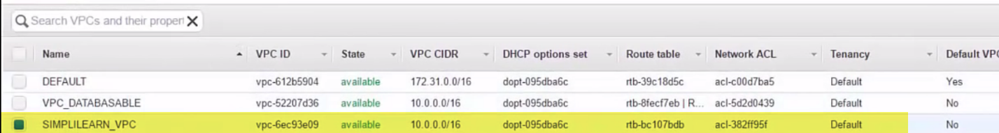 Search VPCs and their propert
Name VPC ID State VPC CIDR DHCP options set Route table Network ACL Tenancy Default VPC
DEFAULT vpc-612b5904 available 172.31.0.0/16 dopt-095dba6c rtb-39c18d5c acl-c00d7ba5 Default Yes
VPC_DATABASABLE vpc-52207d36 available 10.0.0.0/16 dopt-095dba6c rtb-8fecf7eb | R... acl-5d2d0439 Default No
SIMPLILEARN_VPC vpc-6ec93e09 available 10.0.0.0/16 dopt-095dba6c rtb-bc107bdb acl-382ff95f Default No